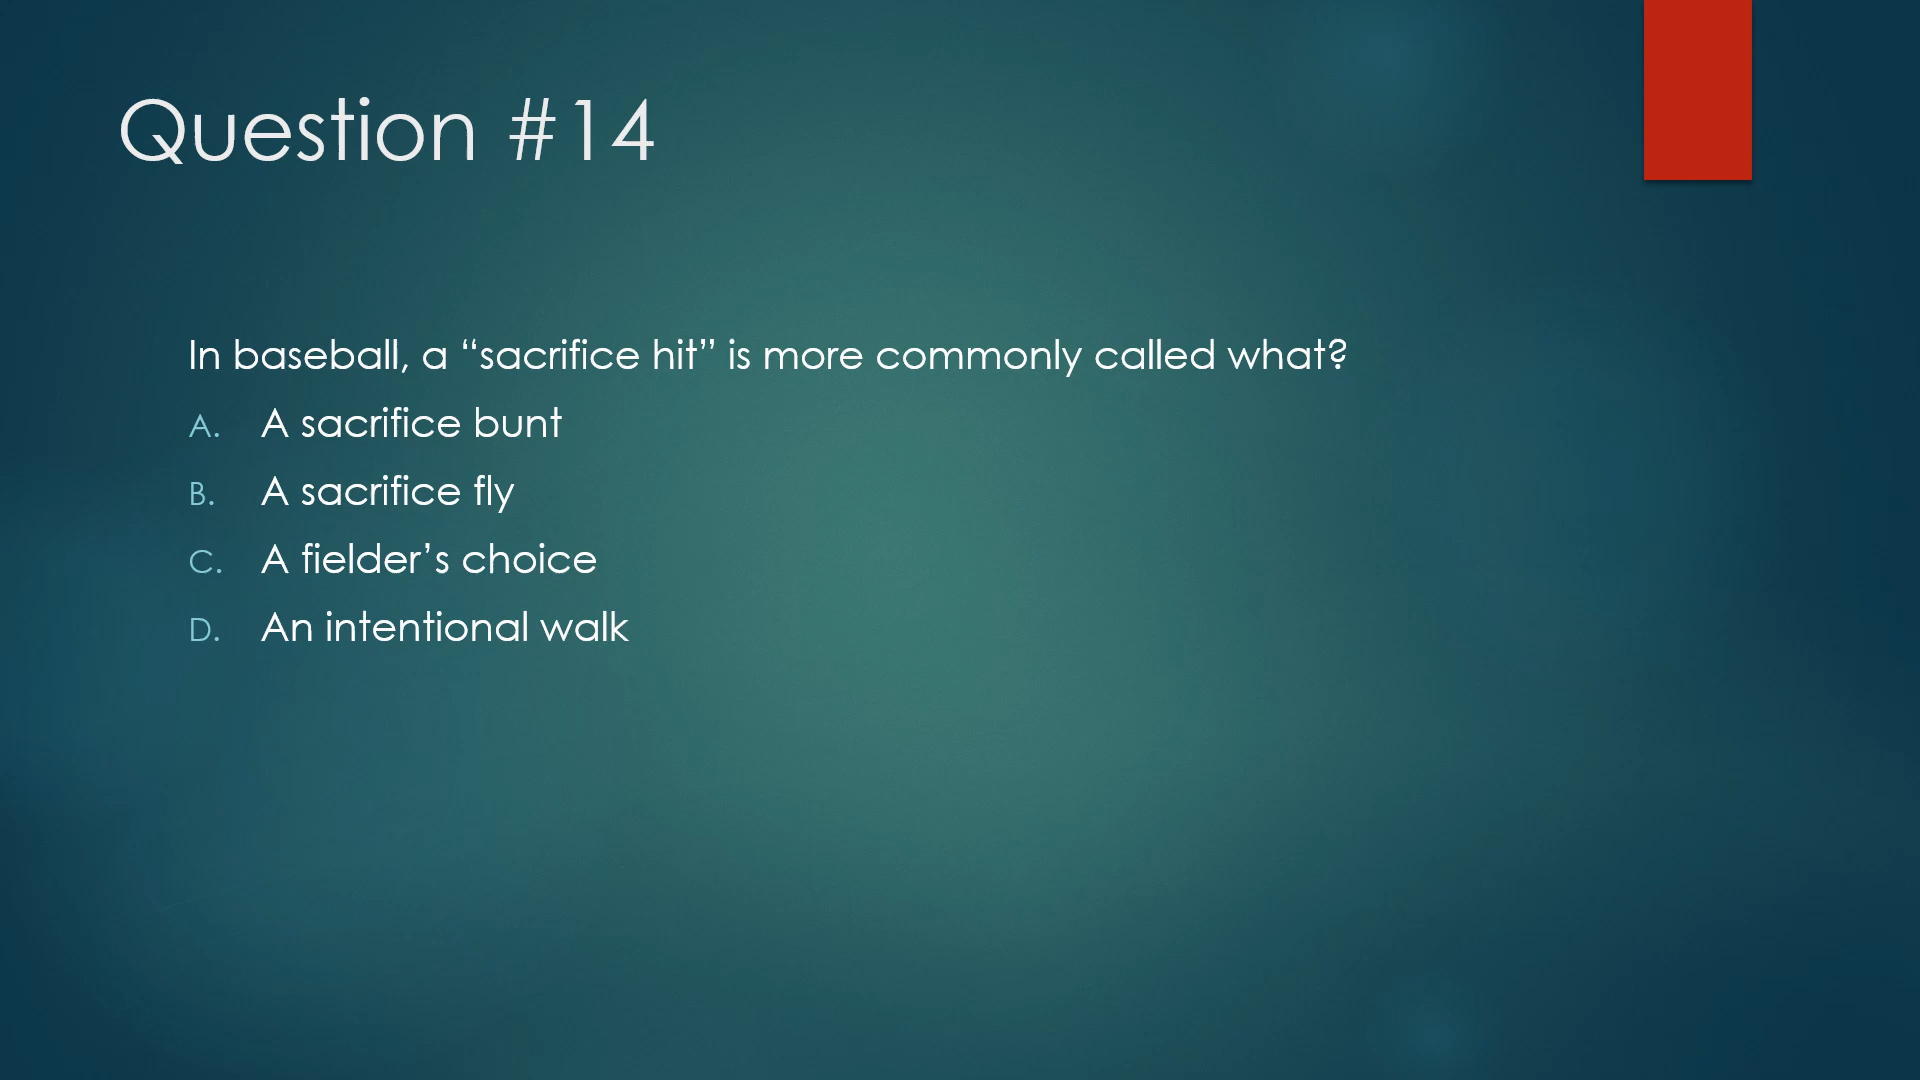 Question #14
In baseball, a “sacrifice hit” is more commonly called what?
A. A sacrifice bunt
B. A sacrifice fly
C. A fielder’s choice
D. An intentional walk